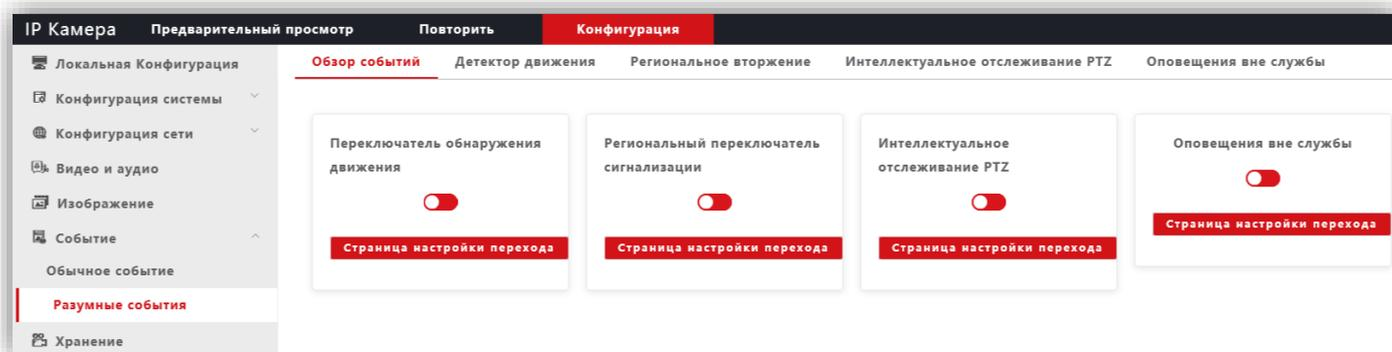 IP Камера Предварительный просмотр Повторить Конфигурация
Локальная Конфигурация
Конфигурация системы
Конфигурация сети
Видео и аудио
Изображение
Событие
Обычное событие
Разумные события
Хранение
Обзор событий Детектор движения Региональное вторжение Интеллектуальное отслеживание PTZ Оповещения вне службы
Переключатель обнаружения
движения
Страница настройки перехода
Региональный переключатель
сигнализации
Страница настройки перехода
Интеллектуальное
отслеживание PTZ
Страница настройки перехода
Оповещения вне службы
Страница настройки перехода